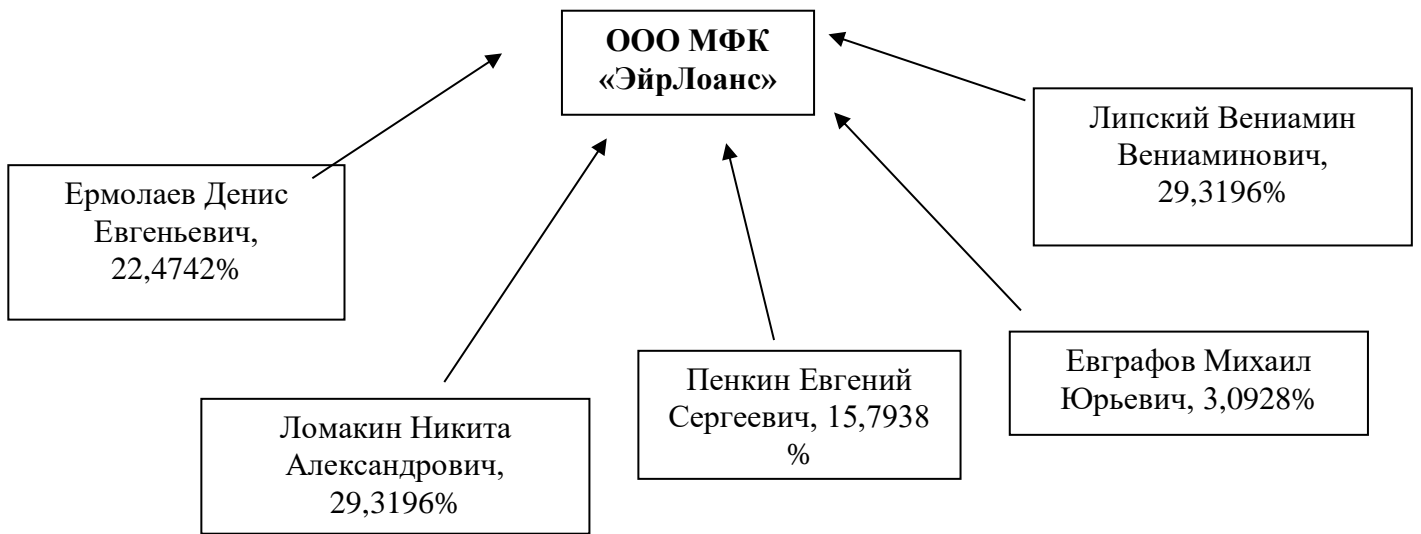 ООО МФК
«ЭйрЛоанс»
Липский Вениамин
Вениаминович,
29,3196%
Ермолаев Денис
Евгеньевич,
22,4742%
Ломакин Никита
Александрович,
29,3196%
Пенкин Евгений
Сергеевич, 15,7938
%
Евграфов Михаил
Юрьевич, 3,0928%